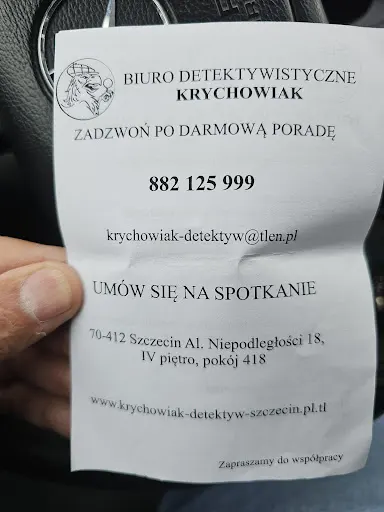 BIURO DETEKTYWISTYCZNE
KRYCHOWIAK
ZADZWOŃ PO DARMOWĄ PORADĘ
882 125 999
krychowiak-detektyw@tlen.pl
UMÓW SIĘ NA SPOTKANIE
70-412 Szczecin Al. Niepodległości 18,
IV piętro, pokój 418
www.krychowiak-detektyw-szczecin.pl.tl
Zapraszamy do współpracy